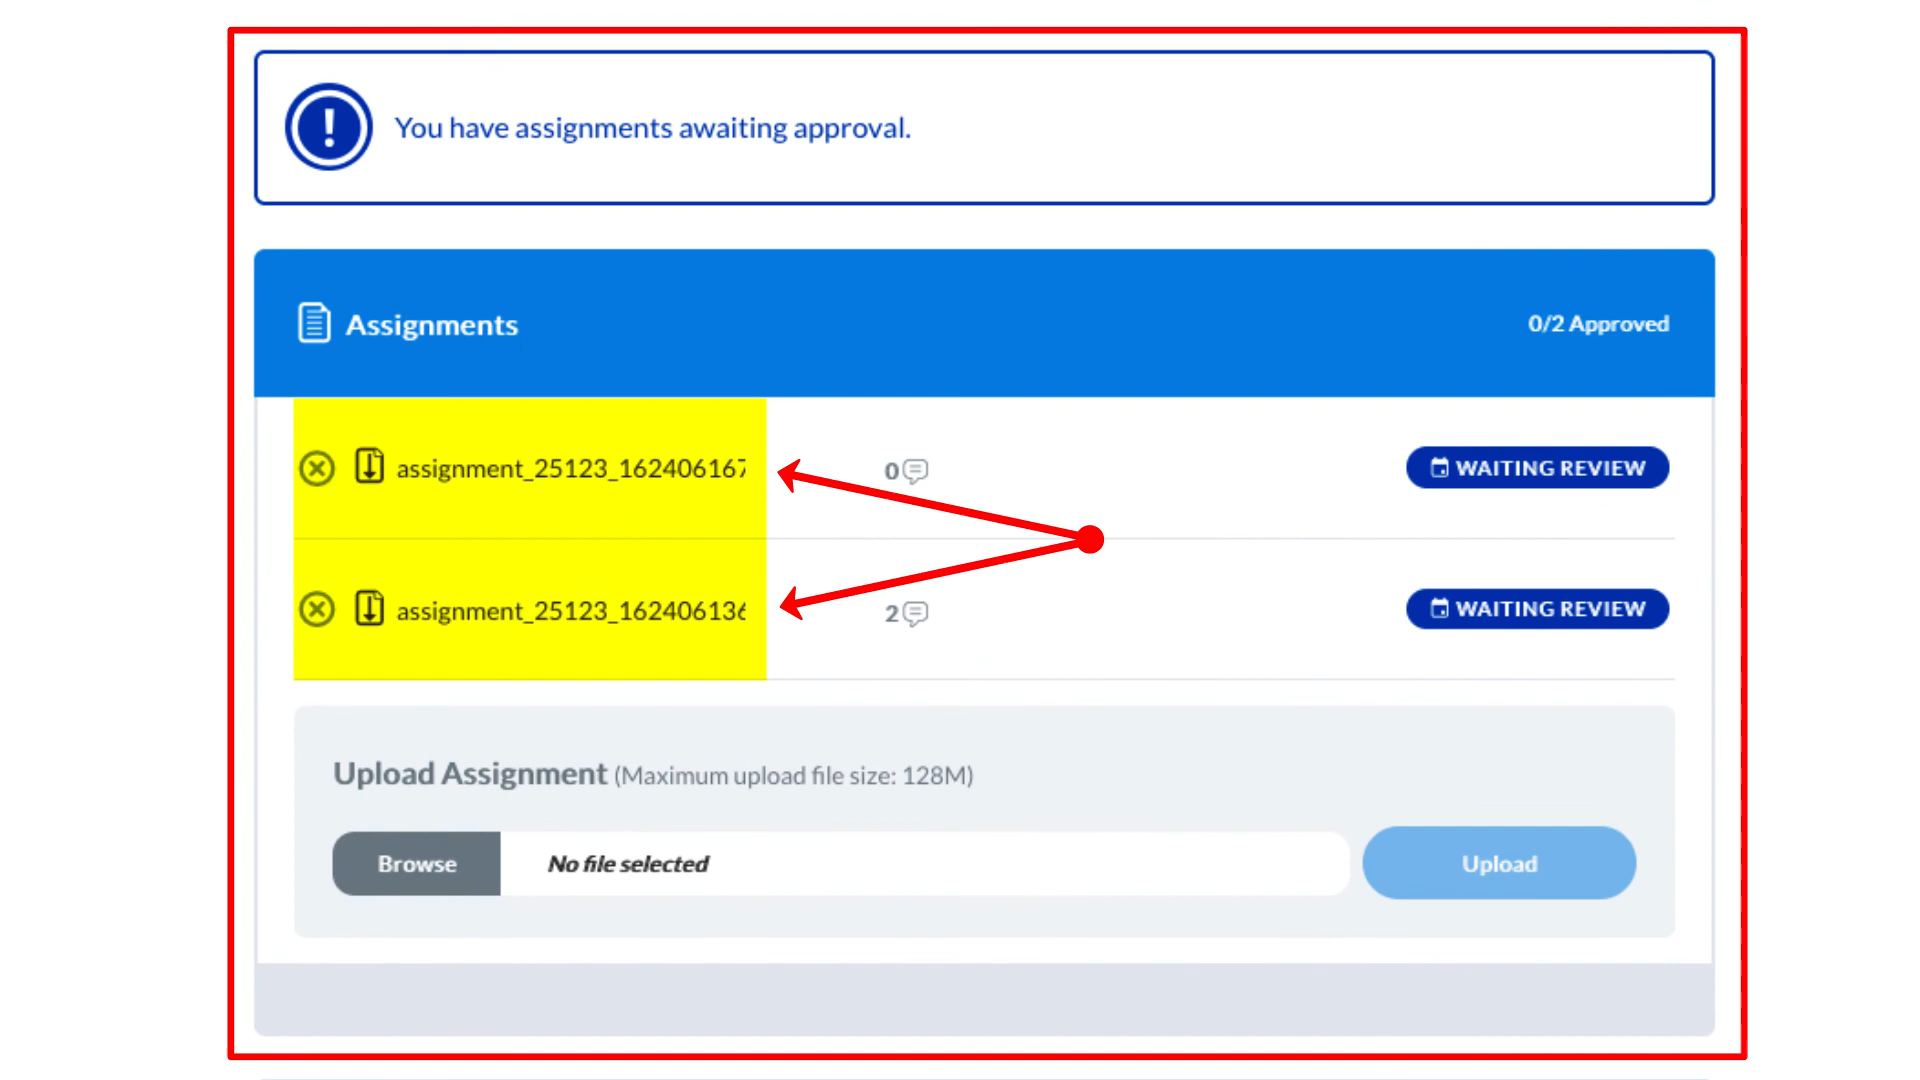 You have assignments awaiting approval.
Assignments
0/2 Approved
assignment_25123_162406167
0
WAITING REVIEW
assignment_25123_16240613
2
WAITING REVIEW
Upload Assignment (Maximum upload file size: 128M)
Browse
No file selected
Upload